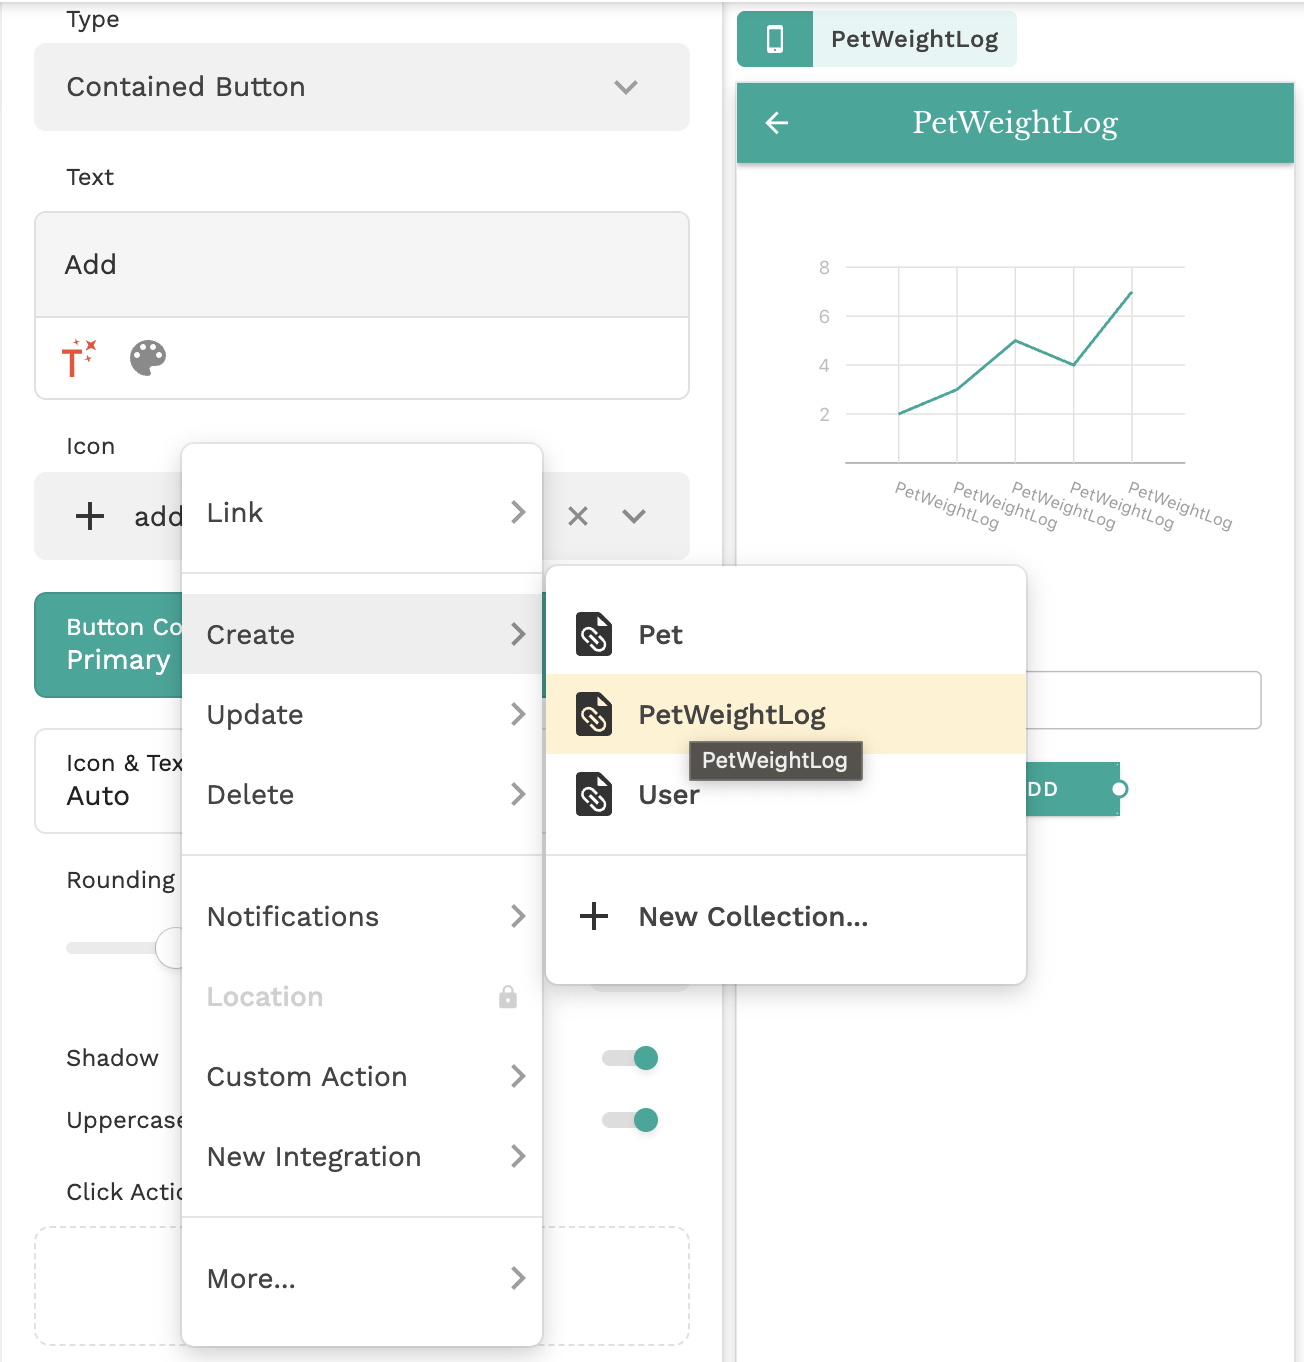 Type
Contained Button
Text
Add
T
Icon
add
Button Co
Primary
Icon & Tex
Auto
Rounding
Shadow
Uppercase
Click Actio
Link
Create
Update
Delete
Notifications
Location
Custom Action
New Integration
More...
Pet
PetWeightLog
PetWeightLog
User
New Collection...
PetWeightLog
PetWeightLog
8
6
4
2
PetWeightLog
PetWeightLog
PetWeightLog
PetWeightLog
PetWeightLog
DD